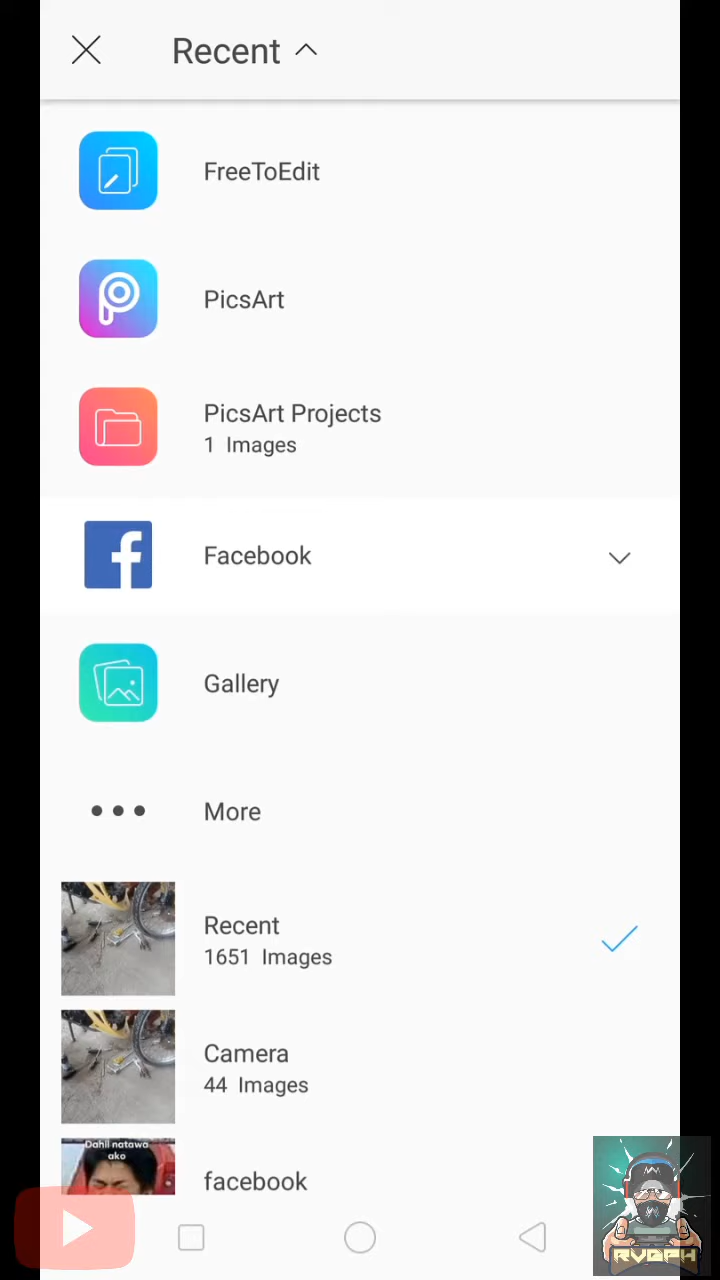 Recent
FreeToEdit
PicsArt
PicsArt Projects
1 Images
Facebook
Gallery
More
Recent
1651 Images
Camera
44 Images
Dahil natawa
ako
facebook
RVGPH